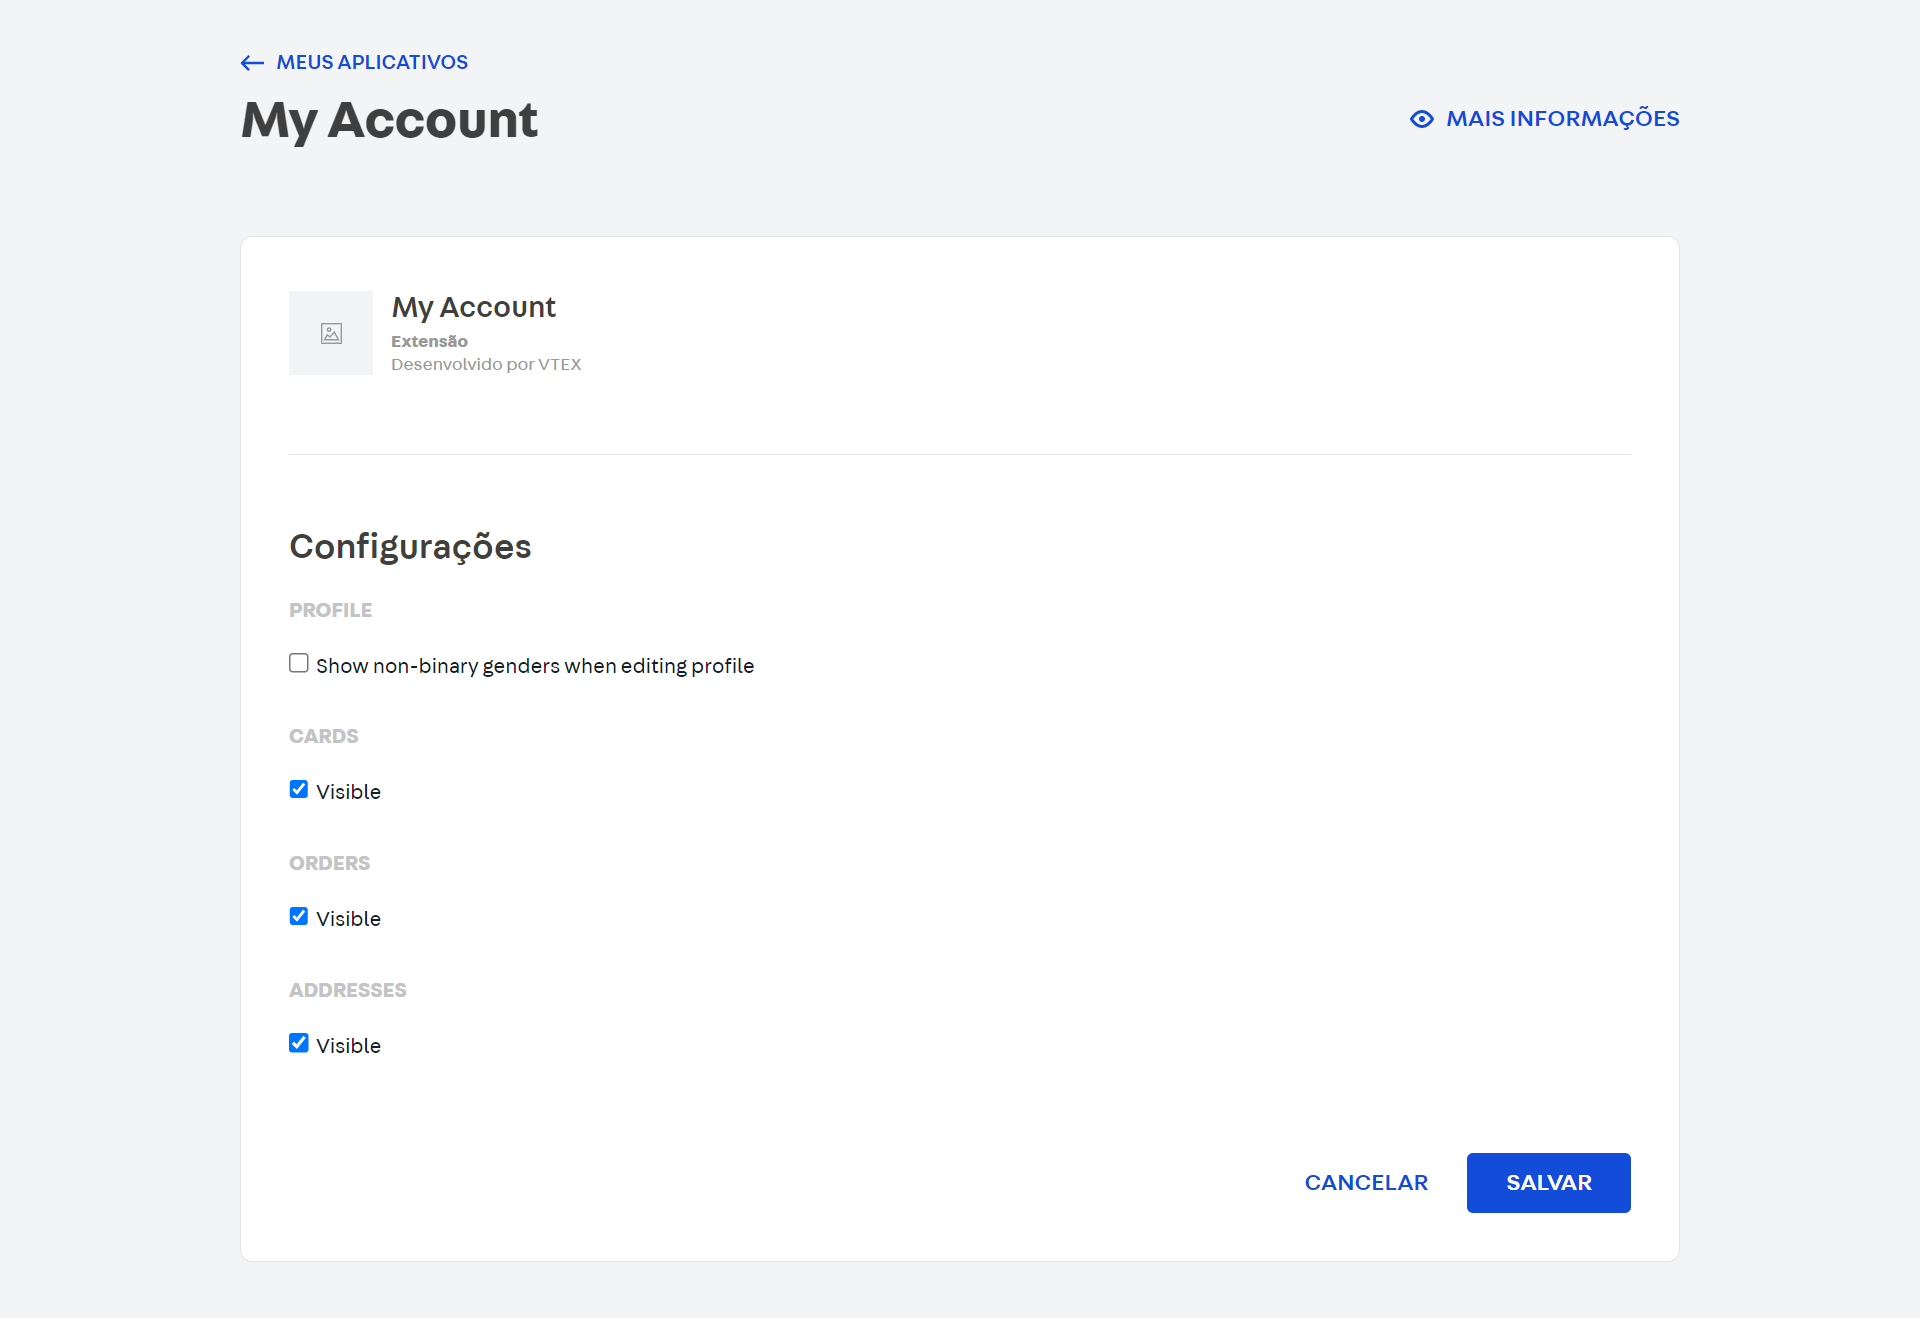 MEUS APLICATIVOS
My Account
MAIS INFORMAÇÕES
My Account
Extensão
Desenvolvido por VTEX
Configurações
PROFILE
Show non-binary genders when editing profile
CARDS
Visible
ORDERS
Visible
ADDRESSES
Visible
CANCELAR
SALVAR